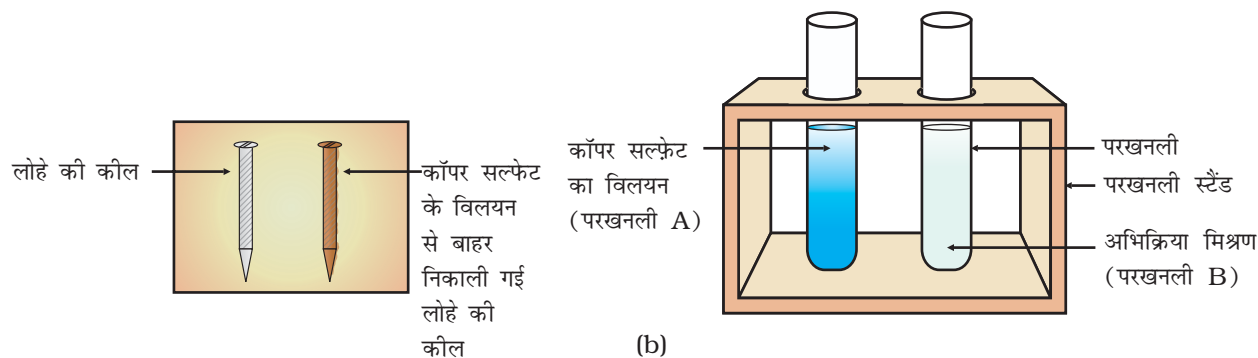 लोहे की कील
कॉपर सल्फेट
के विलयन
से बाहर
निकाली गई
लोहे की
कील
कॉपर सल्फ़ेट
का विलयन
(परखनली A)
परखनली
परखनली स्टैंड
अभिक्रिया मिश्रण
(परखनली B)
(b)